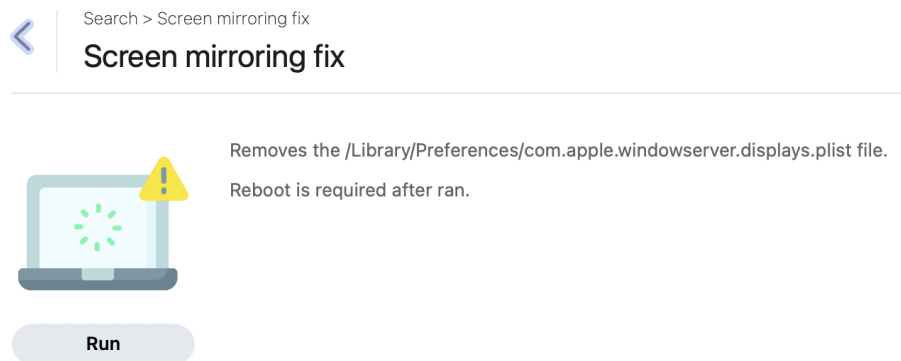 Search > Screen mirroring fix
Screen mirroring fix
Removes the /Library/Preferences/com.apple.windowserver.displays.plist file.
Reboot is required after ran.
Run